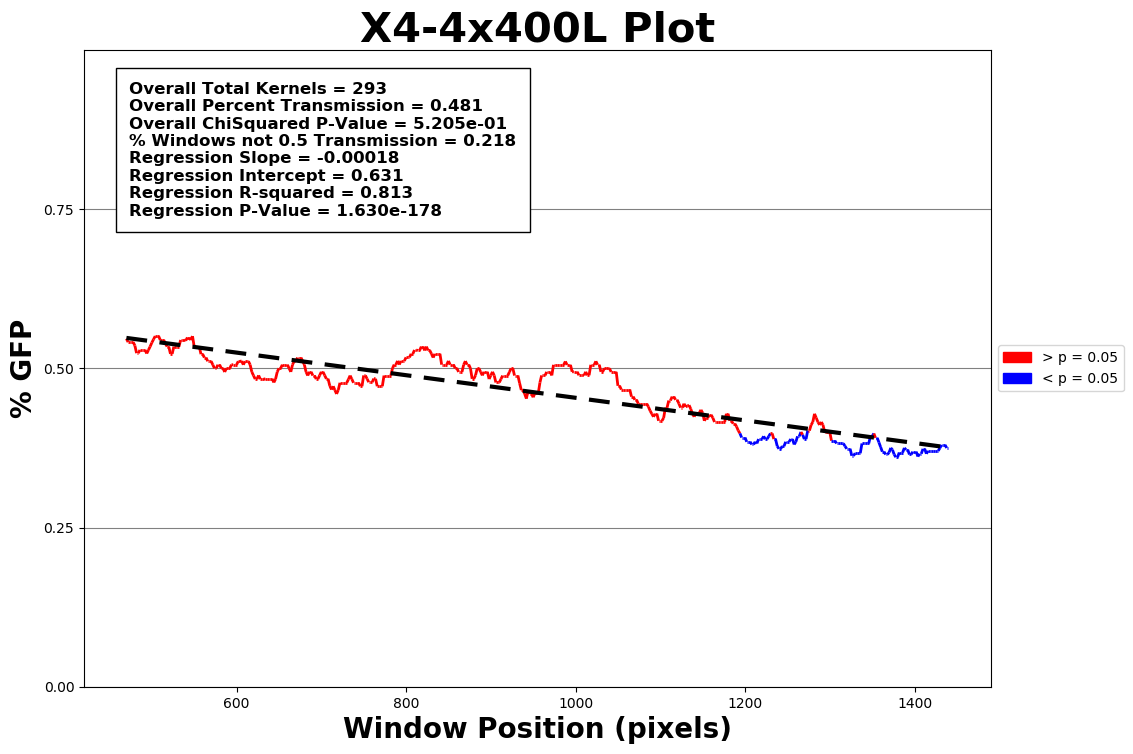 X4-4x400L Plot
Overall Total Kernels = 293
Overall Percent Transmission = 0.481
Overall ChiSquared P-Value = 5.205e-01
% Windows not 0.5 Transmission = 0.218
Regression Slope = -0.00018
Regression Intercept = 0.631
Regression R-squared = 0.813
Regression P-Value = 1.630e-178
0.75
0.50
0.25
0.00
% GFP
> p = 0.05
< p = 0.05
600 800 1000 1200 1400
Window Position (pixels)